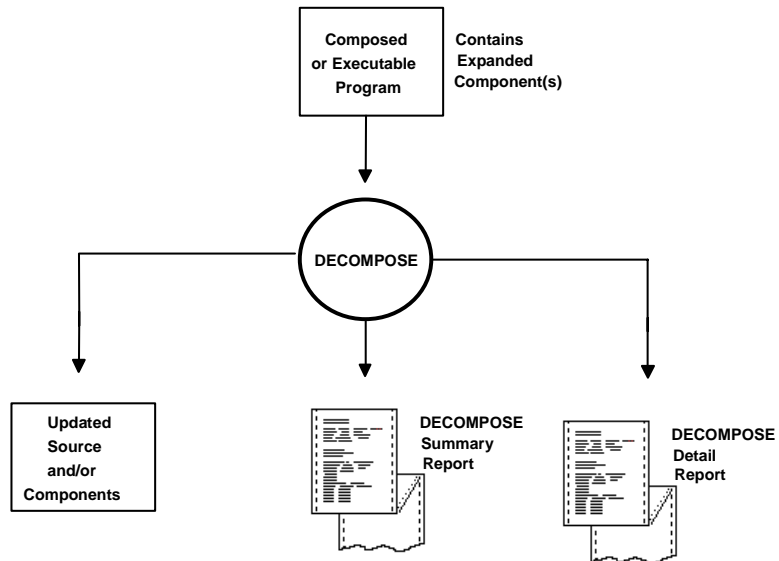 Composed
or Executable
Program
Contains
Expanded
Component(s)
DECOMPOSE
Updated
Source
and/or
Components
DECOMPOSE
Summary
Report
DECOMPOSE
Detail
Report